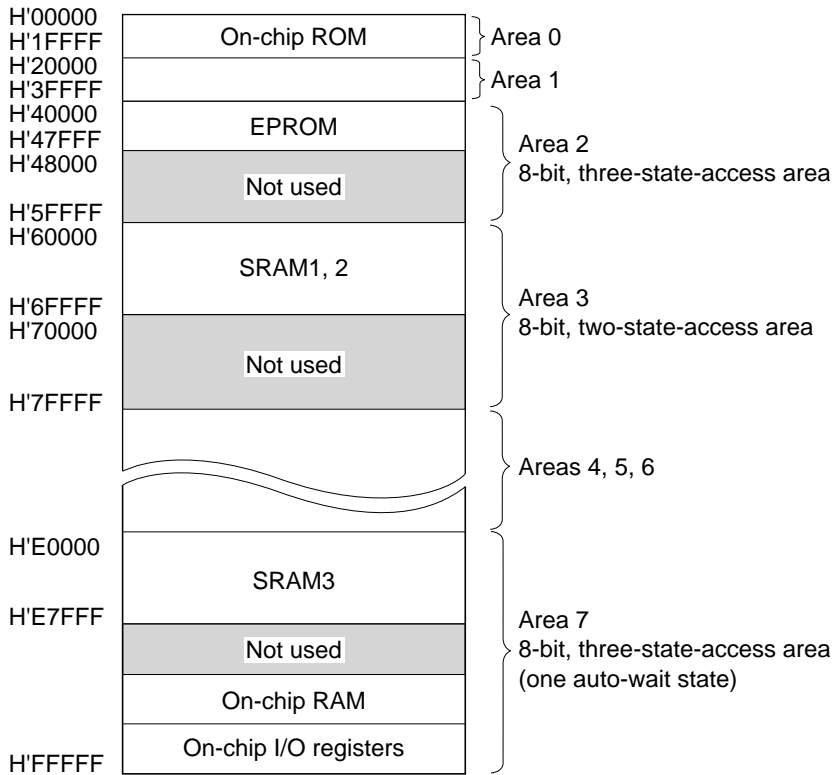 H'00000
On-chip ROM
Area 0
H'1FFFF
H'20000
Area 1
H'3FFFF
H'40000
EPROM
H'47FFF
Area 2
8-bit, three-state-access area
H'48000
Not used
H'5FFFF
H'60000
SRAM1, 2
Area 3
8-bit, two-state-access area
H'6FFFF
H'70000
Not used
H'7FFFF
Areas 4, 5, 6
H'E0000
SRAM3
H'E7FFF
Area 7
8-bit, three-state-access area
(one auto-wait state)
Not used
On-chip RAM
On-chip I/O registers
H'FFFFF